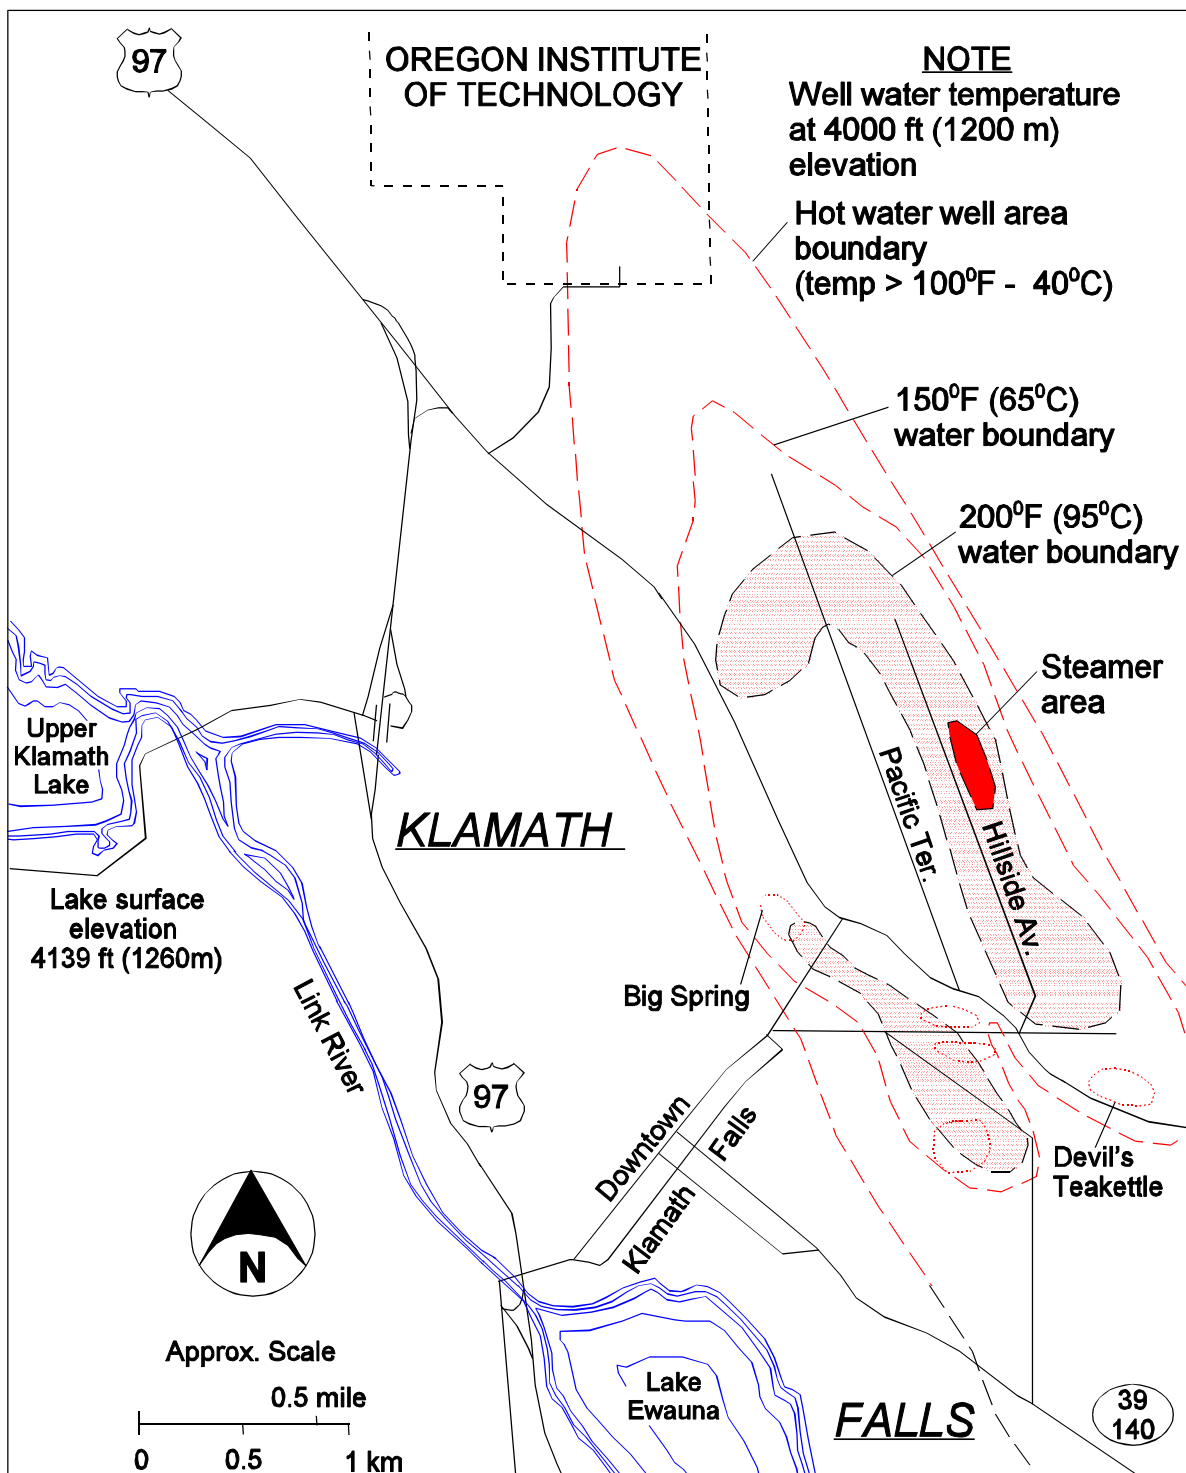 97
OREGON INSTITUTE
OF TECHNOLOGY
NOTE
Well water temperature
at 4000 ft (1200 m)
elevation
Hot water well area
boundary
(temp > 100⁰F - 40⁰C)
150⁰F (65⁰C)
water boundary
200⁰F (95⁰C)
water boundary
Steamer
area
Upper
Klamath
Lake
Pacific Ter.
Hillside Av.
KLAMATH
Lake surface
elevation
4139 ft (1260m)
Link River
Big Spring
97
Downtown
Klamath Falls
Devil's
Teakettle
N
Approx. Scale
0.5 mile
0 0.5 1 km
Lake
Ewauna
FALLS
39
140